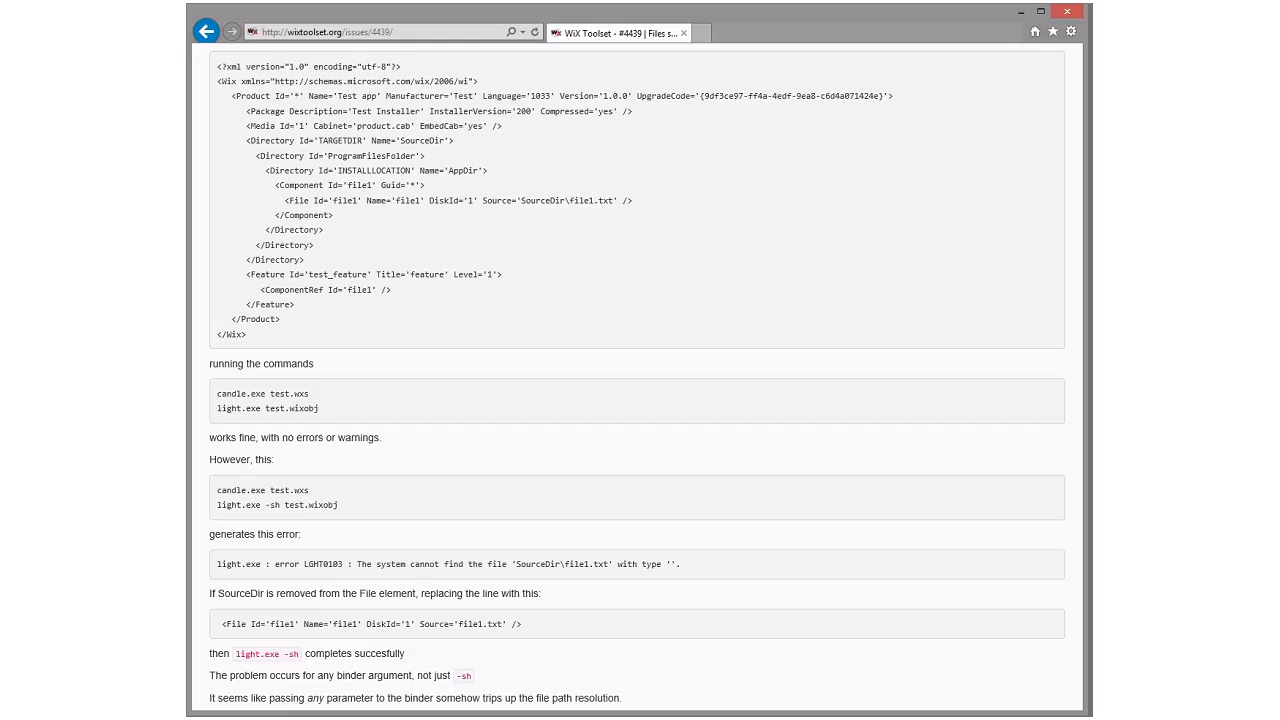 http://wixtoolset.org/issues/4439/
WiX Toolset - #4439 | Files s...
<?xml version="1.0" encoding="utf-8"?>
<Wix xmlns="http://schemas.microsoft.com/wix/2006/wi">
<Product Id='*' Name='Test app' Manufacturer='Test' Language='1033' Version='1.0.0' UpgradeCode='{9df3ce97-ff4a-4edf-9ea8-c6d4a071424e}'>
<Package Description='Test Installer' InstallerVersion='200' Compressed='yes' />
<Media Id='1' Cabinet='product.cab' EmbedCab='yes' />
<Directory Id='TARGETDIR' Name='SourceDir'>
<Directory Id='ProgramFilesFolder'>
<Directory Id='INSTALLLOCATION' Name='AppDir'>
<Component Id='file1' Guid='*'>
<File Id='file1' Name='file1' DiskId='1' Source='SourceDir\file1.txt' />
</Component>
</Directory>
</Directory>
</Directory>
<Feature Id='test_feature' Title='feature' Level='1'>
<ComponentRef Id='file1' />
</Feature>
</Product>
</Wix>
running the commands
candle.exe test.wxs
light.exe test.wixobj
works fine, with no errors or warnings.
However, this:
candle.exe test.wxs
light.exe -sh test.wixobj
generates this error:
light.exe : error LGHT0103 : The system cannot find the file 'SourceDir\file1.txt' with type ''.
If SourceDir is removed from the File element, replacing the line with this:
<File Id='file1' Name='file1' DiskId='1' Source='file1.txt' />
then light.exe -sh completes succesfully
The problem occurs for any binder argument, not just -sh
It seems like passing any parameter to the binder somehow trips up the file path resolution.